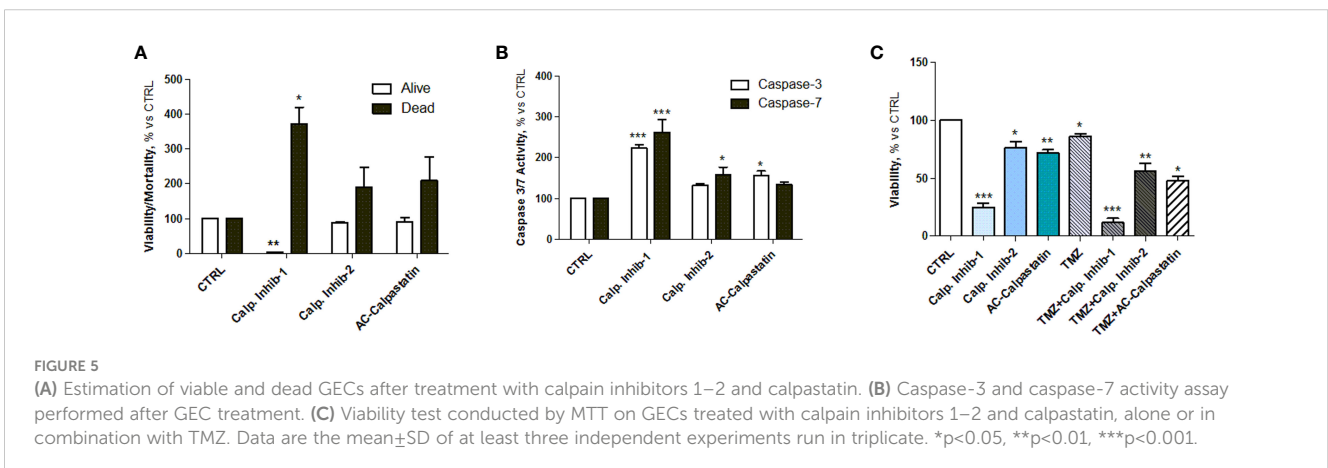 A
Viability/Mortality, % vs CTRL
500
400
300
200
100
0
Alive
Dead
**
*
CTRL
Calp. Inhib-1
Calp. Inhib-2
AC-Calpastatin
B
Caspase 3/7 Activity, % vs CTRL
400
300
200
100
0
Caspase-3
Caspase-7
***
***
*
*
CTRL
Calp. Inhib-1
Calp. Inhib-2
AC-Calpastatin
C
Viability, % vs CTRL
150
100
50
0
***
*
**
*
***
**
*
CTRL
Calp. Inhib-1
Calp. Inhib-2
AC-Calpastatin
TMZ
TMZ+Calp. Inhib-1
TMZ+Calp. Inhib-2
TMZ+AC-Calpastatin
FIGURE 5
(A) Estimation of viable and dead GECs after treatment with calpain inhibitors 1–2 and calpastatin. (B) Caspase-3 and caspase-7 activity assay
performed after GEC treatment. (C) Viability test conducted by MTT on GECs treated with calpain inhibitors 1–2 and calpastatin, alone or in
combination with TMZ. Data are the mean±SD of at least three independent experiments run in triplicate. *p<0.05, **p<0.01, ***p<0.001.